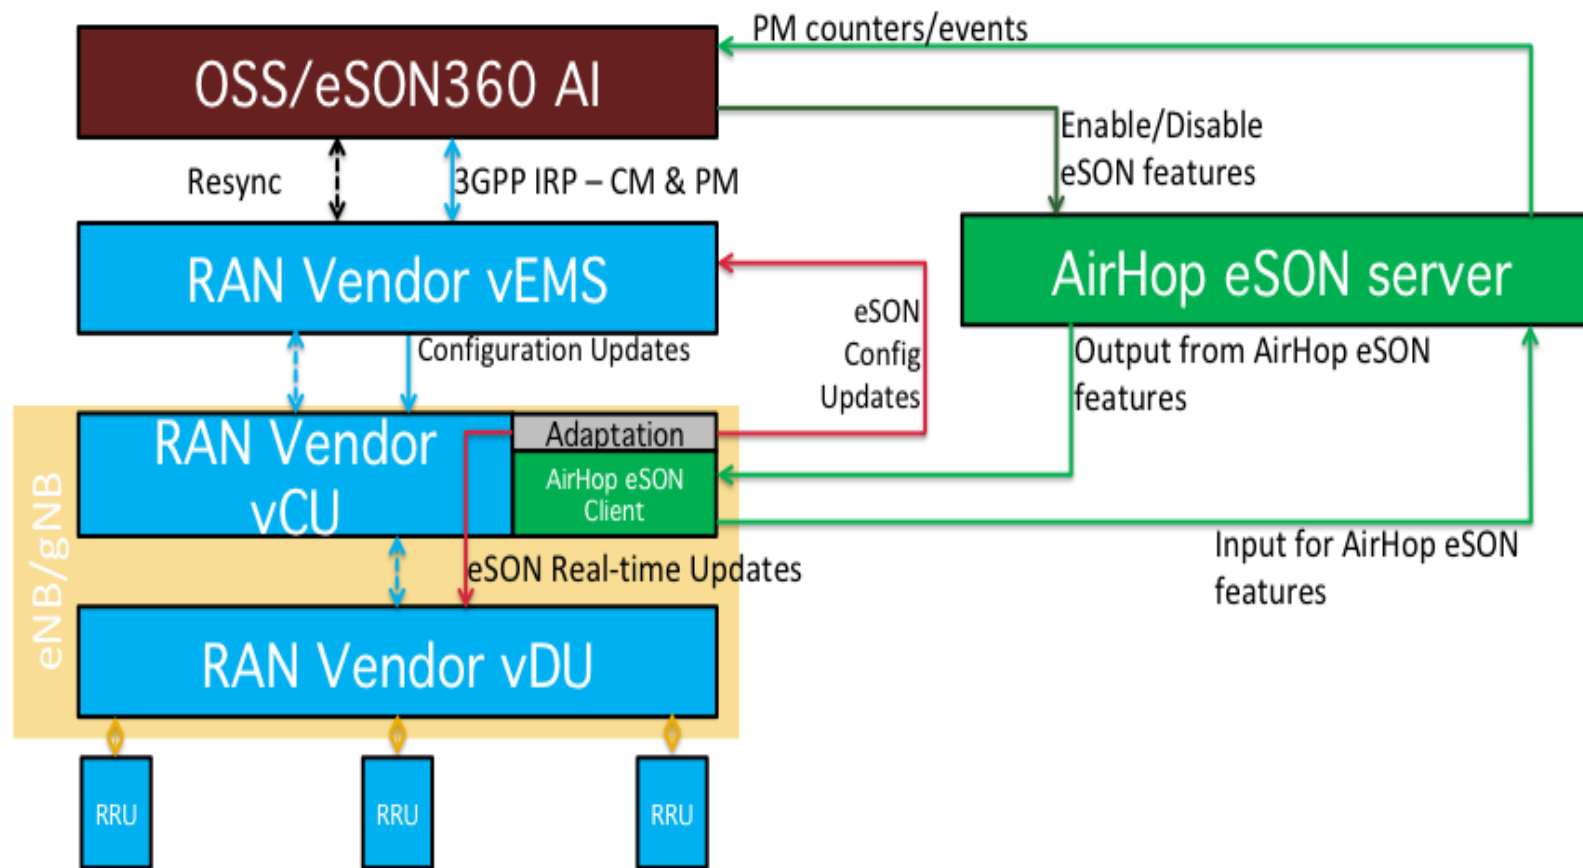 PM counters/events
OSS/eSON360 AI
Enable/Disable
eSON features
Resync
3GPP IRP – CM & PM
RAN Vendor vEMS
AirHop eSON server
eSON
Config
Updates
Configuration Updates
Output from AirHop eSON
features
RAN Vendor
vCU
Adaptation
AirHop eSON
Client
eNB/gNB
Input for AirHop eSON
features
eSON Real-time Updates
RAN Vendor vDU
RRU
RRU
RRU